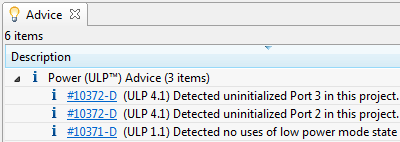 Advice
6 items
Description
Power (ULP™) Advice (3 items)
#10372-D (ULP 4.1) Detected uninitialized Port 3 in this project.
#10372-D (ULP 4.1) Detected uninitialized Port 2 in this project.
#10371-D (ULP 1.1) Detected no uses of low power mode state